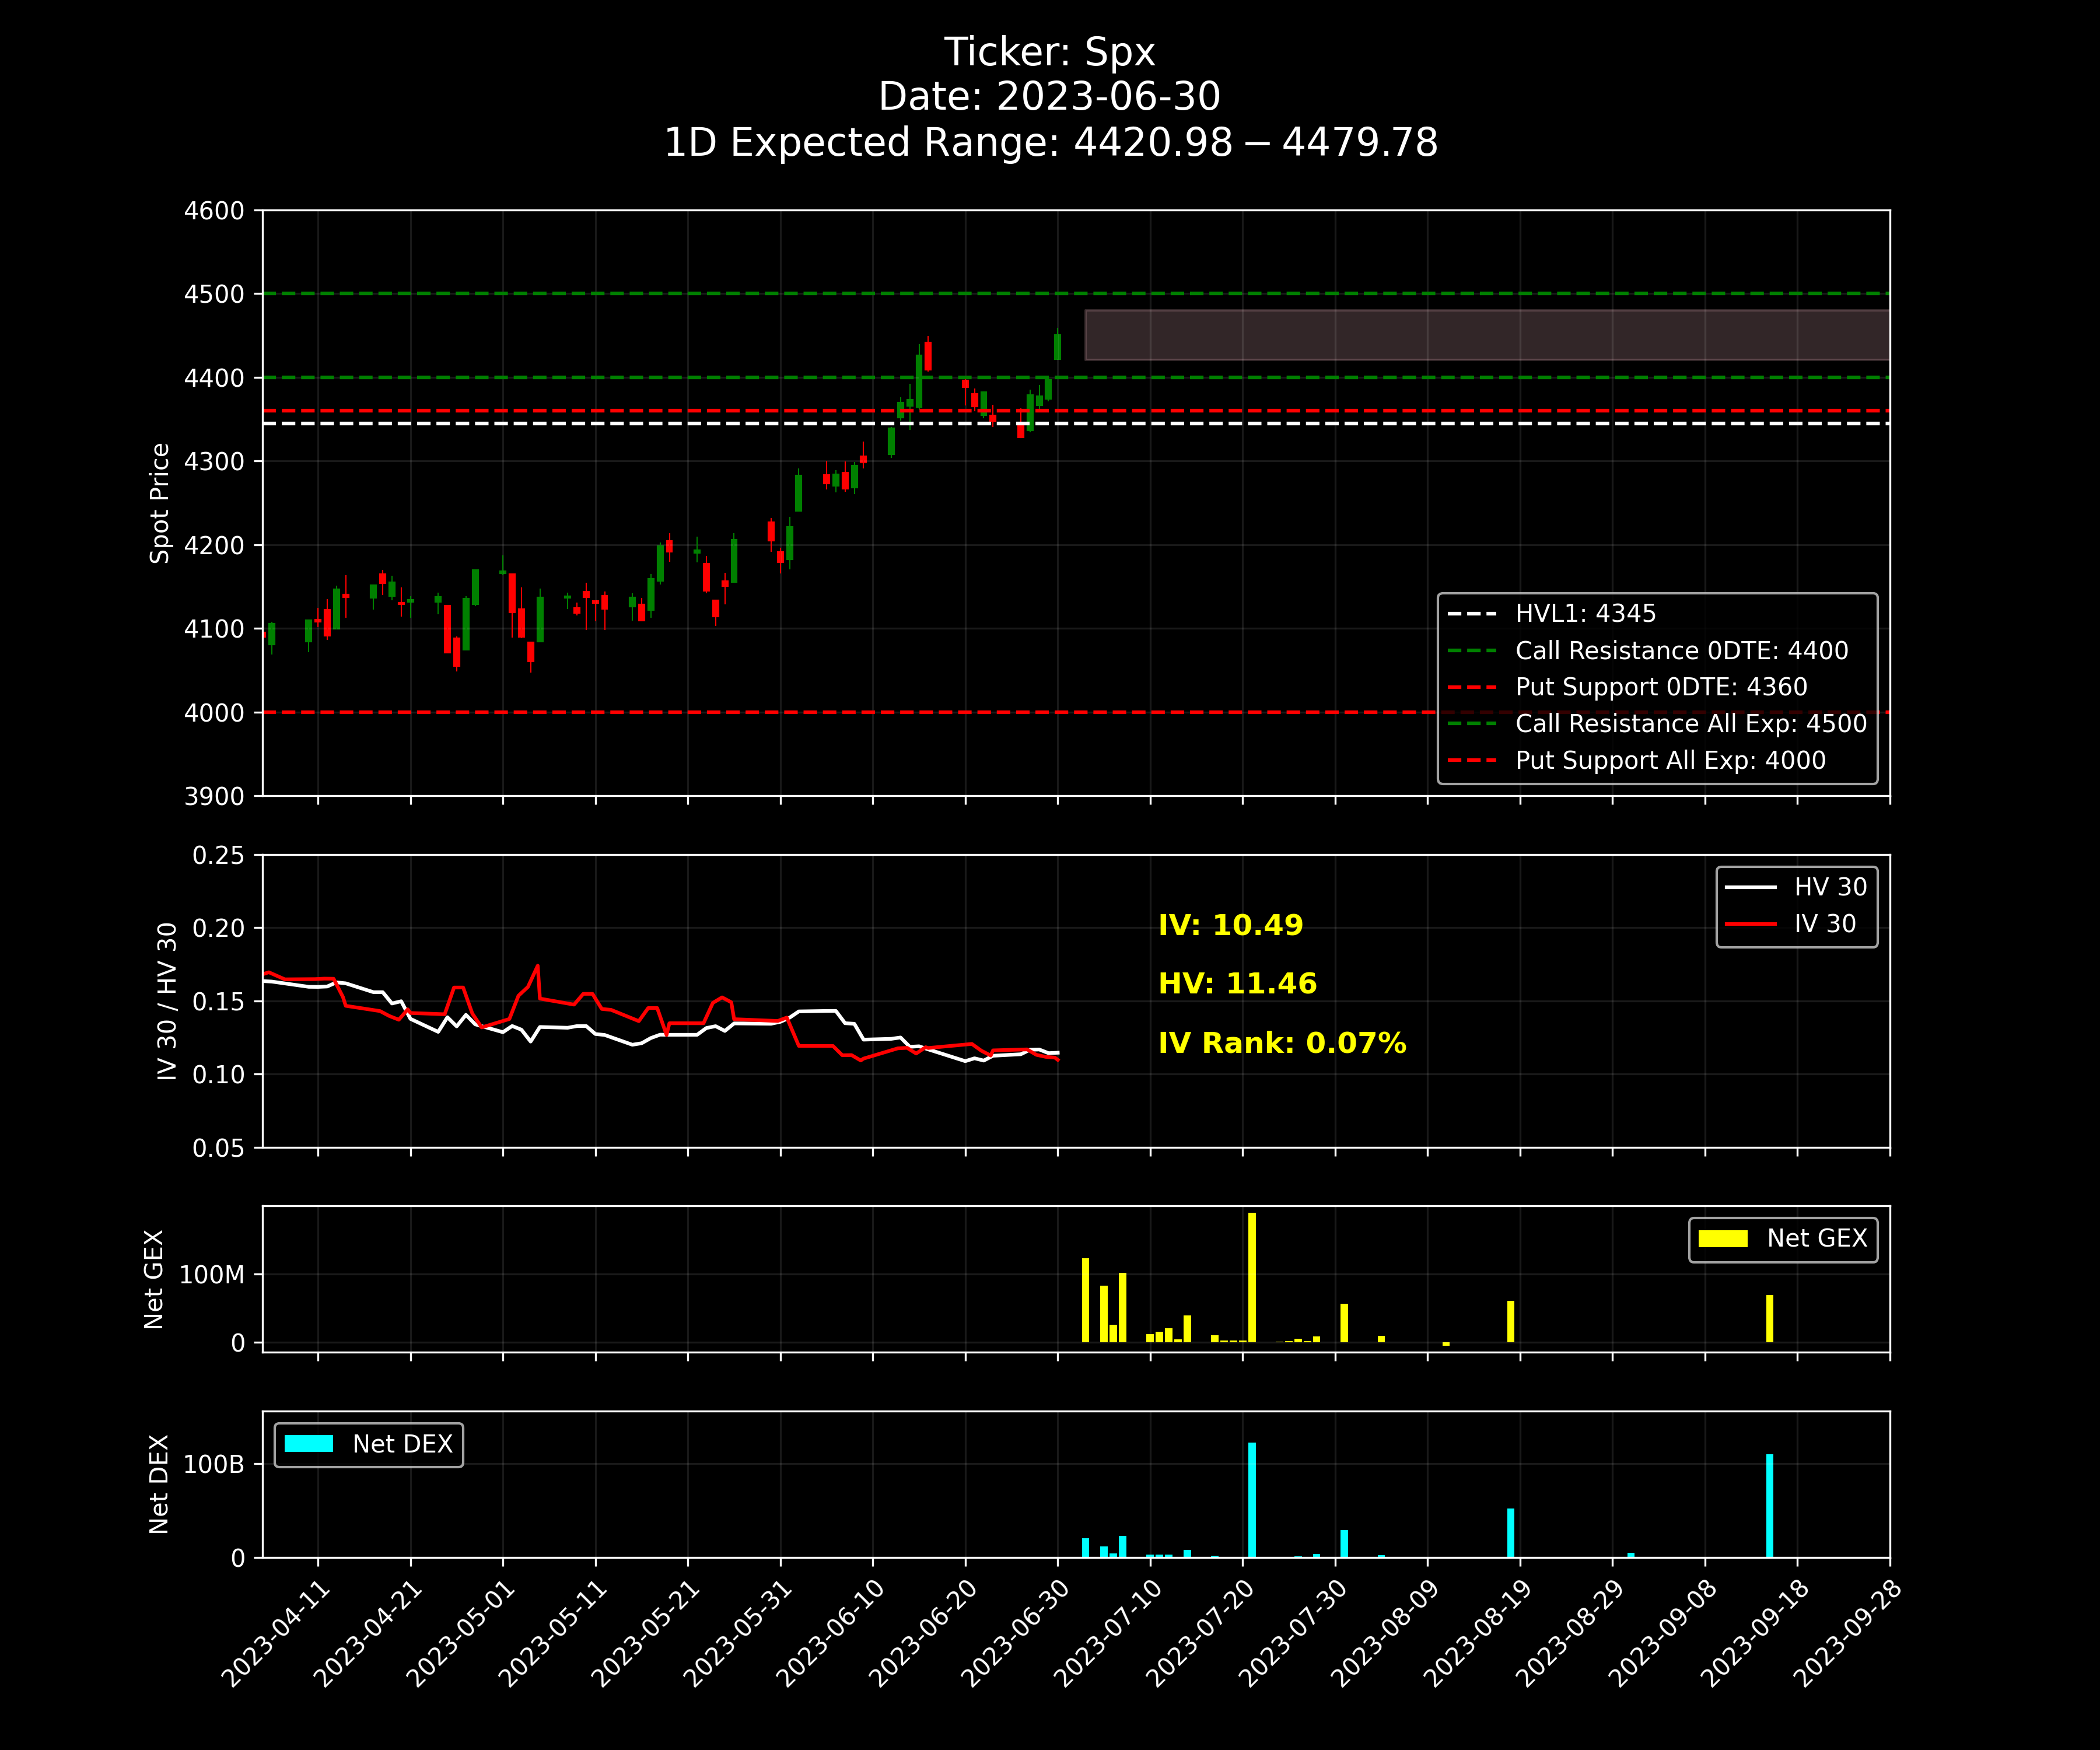 Ticker: Spx
Date: 2023-06-30
1D Expected Range: 4420.98 − 4479.78
4600
4500
4400
4300
4200
4100
4000
3900
Spot Price
HVL1: 4345
Call Resistance 0DTE: 4400
Put Support 0DTE: 4360
Call Resistance All Exp: 4500
Put Support All Exp: 4000
0.25
0.20
0.15
0.10
0.05
IV 30 / HV 30
IV: 10.49
HV: 11.46
IV Rank: 0.07%
HV 30
IV 30
Net GEX
100M
0
Net GEX
Net DEX
100B
0
Net DEX
2023-04-11
2023-04-21
2023-05-01
2023-05-11
2023-05-21
2023-05-31
2023-06-10
2023-06-20
2023-06-30
2023-07-10
2023-07-20
2023-07-30
2023-08-09
2023-08-19
2023-08-29
2023-09-08
2023-09-18
2023-09-28